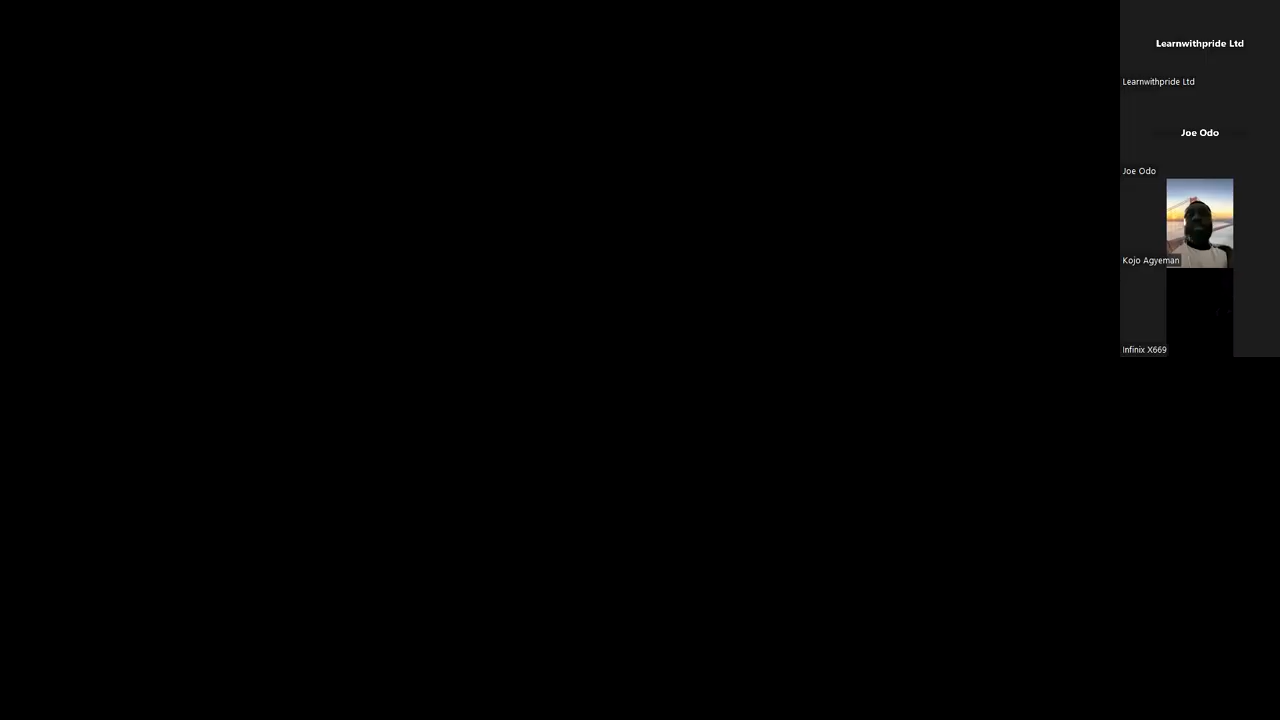 Learnwithpride Ltd
Learnwithpride Ltd
Joe Odo
Joe Odo
Kojo Agyeman
Infinix X669